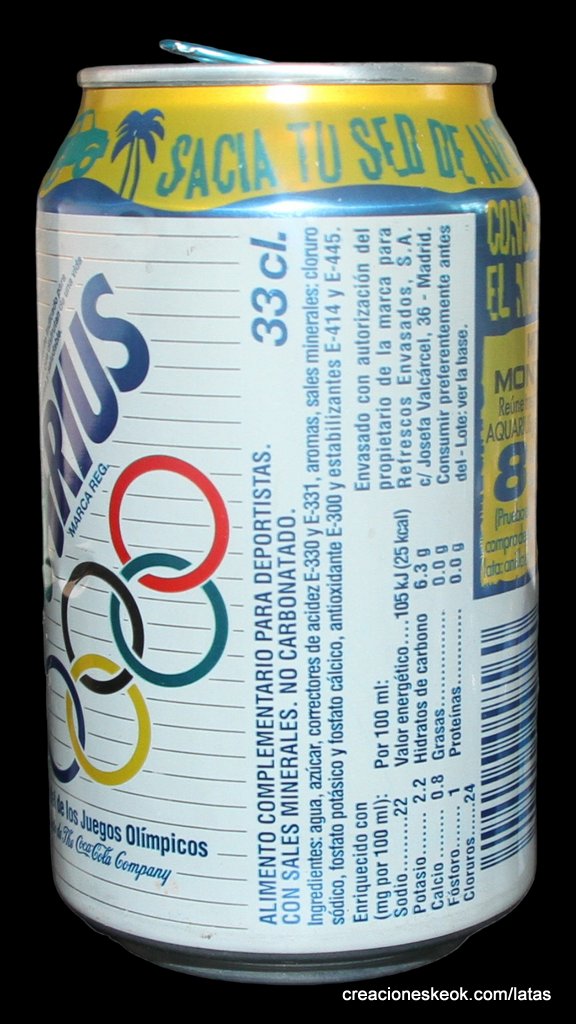 SACIA TU SED DE
MARCA REG.
de los Juegos Olímpicos
The Coca-Cola Company
33 cl.
ALIMENTO COMPLEMENTARIO PARA DEPORTISTAS.
CON SALES MINERALES. NO CARBONATADO.
Ingredientes: agua, azúcar, correctores de acidez E-330 y E-331, aromas, sales minerales: cloruro
sódico, fosfato potásico y fosfato cálcico, antioxidante E-300 y estabilizantes E-414 y E-445.
Enriquecido con
(mg por 100 ml):
Sodio........22
Potasio...... 2.2
Calcio ...... 0.8
Fósforo..... 1
Cloruros.....24
Por 100 ml:
Valor energético.....105 kJ (25 kcal)
Hidratos de carbono 6.3 g
Grasas.................. 0.0 g
Proteínas............... 0.0 g
Envasado con autorización del
propietario de la marca para
Refrescos Envasados, S.A.
c/ Josefa Valcárcel, 36 - Madrid.
Consumir preferentemente antes
del - Lote: ver la base.
EL
MON
Reúne
AQUAR
8
compra de
creacioneskeok.com/latas